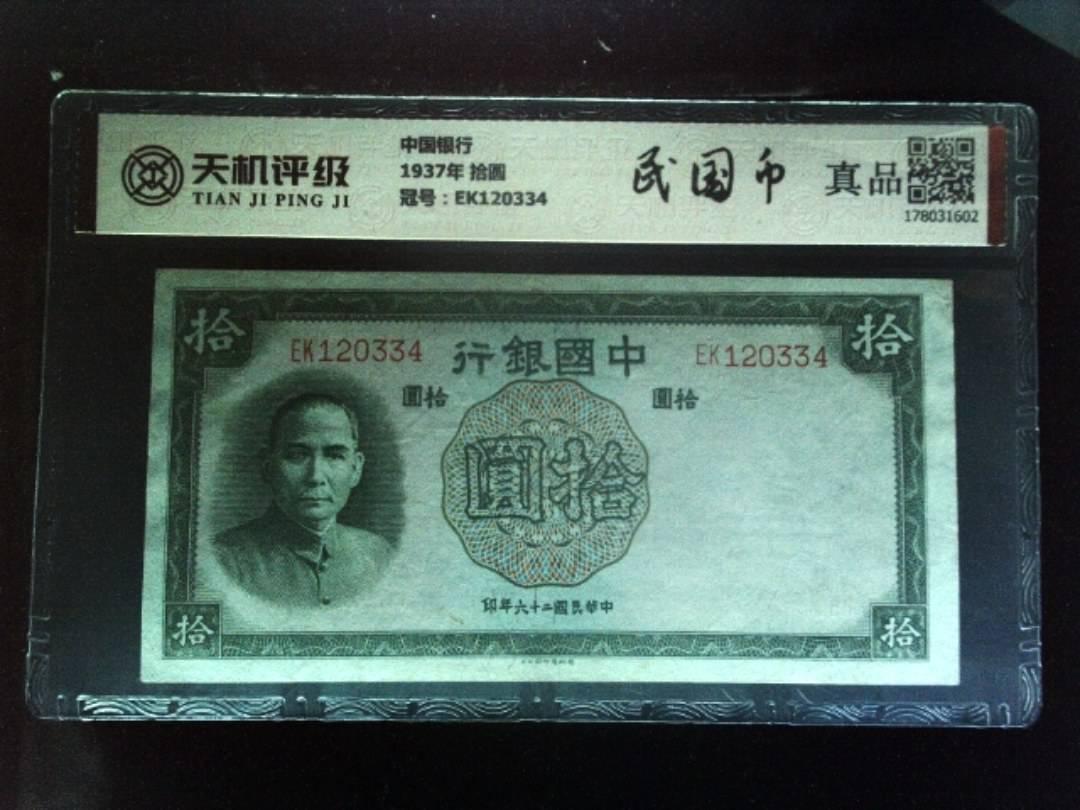 天机评级
TIAN JI PING JI
中国银行
1937年 拾圆
冠号：EK120334
民国币
真品
178031602
拾
拾
EK120334
行銀國中
EK120334
圓拾
圓拾
圓拾
印年六十二國民華中
拾
拾